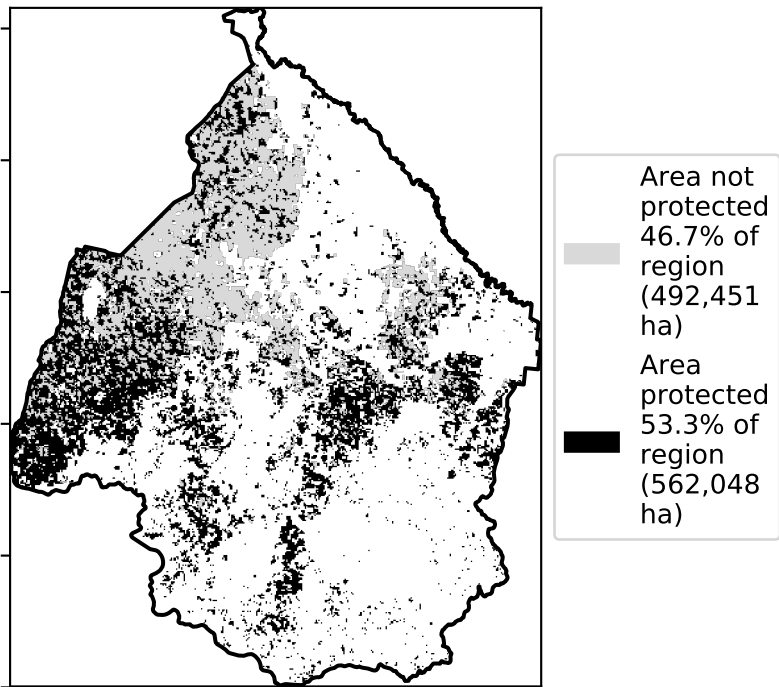 Area not
protected
46.7% of
region
(492,451
ha)
Area
protected
53.3% of
region
(562,048
ha)